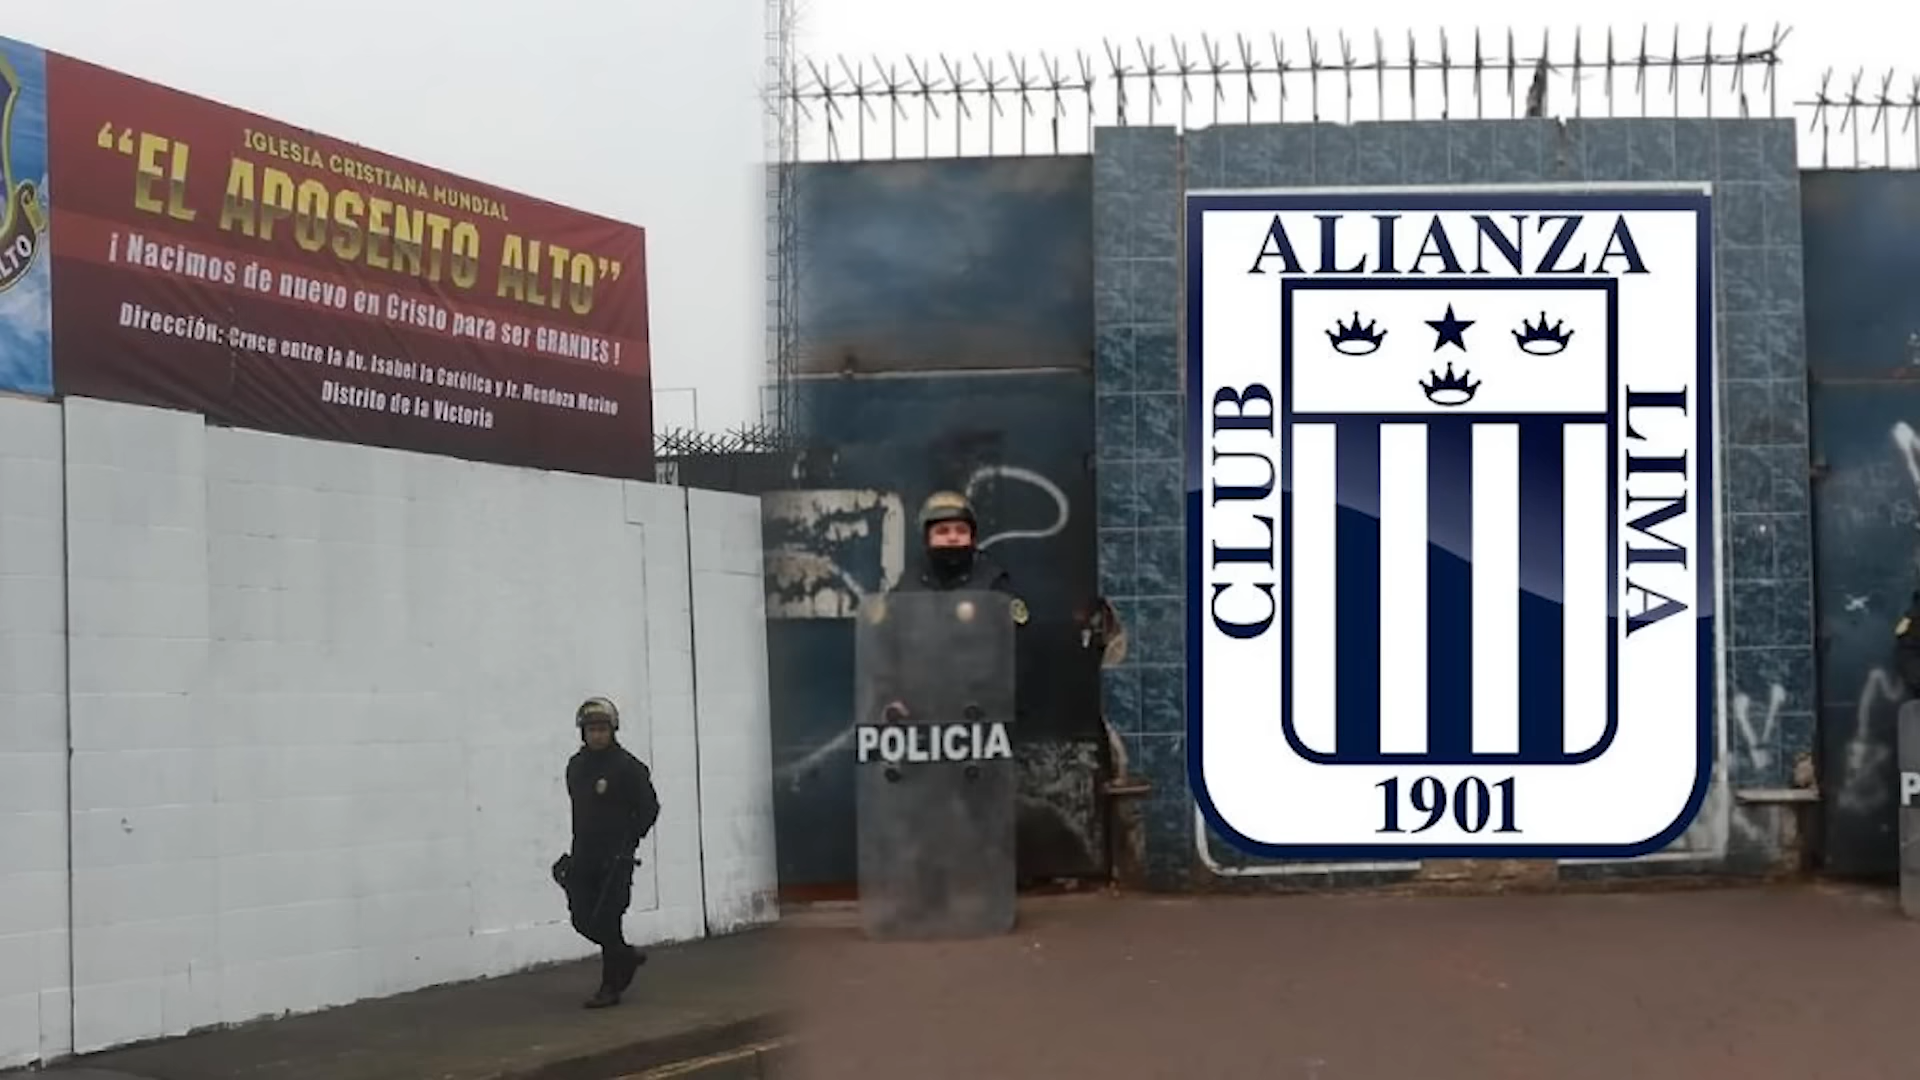 IGLESIA CRISTIANA MUNDIAL
“EL APOSENTO ALTO”
¡ Nacimos de nuevo en Cristo para ser GRANDES !
Dirección: Cruce entre la Av. Isabel la Católica y Jr. Mendoza Merino
Distrito de la Victoria
LTO
POLICIA
ALIANZA
CLUB
LIMA
1901
P